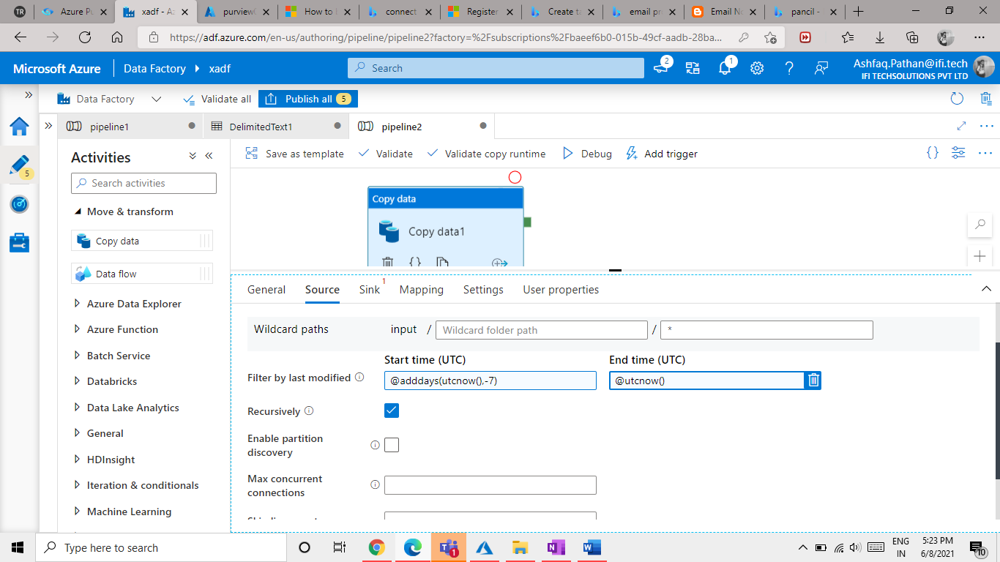 TR
Azure Pu
xadf - Az
purview
How to
connect
Register
Create ta
email pr
Email No
pancil -
https://adf.azure.com/en-us/authoring/pipeline/pipeline2?factory=%2Fsubscriptions%2Fbaeef6b0-015b-49cf-aadb-28ba...
Microsoft Azure
Data Factory
xadf
Search
2
1
Ashfaq.Pathan@ifi.tech
IFI TECHSOLUTIONS PVT LTD
Data Factory
Validate all
Publish all 5
pipeline1
DelimitedText1
pipeline2
5
Activities
Save as template
Validate
Validate copy runtime
Debug
Add trigger
Search activities
Move & transform
Copy data
Data flow
Azure Data Explorer
Azure Function
Batch Service
Databricks
Data Lake Analytics
General
HDInsight
Iteration & conditionals
Machine Learning
Copy data
Copy data1
General
Source
Sink 1
Mapping
Settings
User properties
Wildcard paths
input / Wildcard folder path / *
Start time (UTC)
End time (UTC)
Filter by last modified
@adddays(utcnow(),-7)
@utcnow()
Recursively
Enable partition
discovery
Max concurrent
connections
Type here to search
1
ENG
IN
5:23 PM
6/8/2021
10